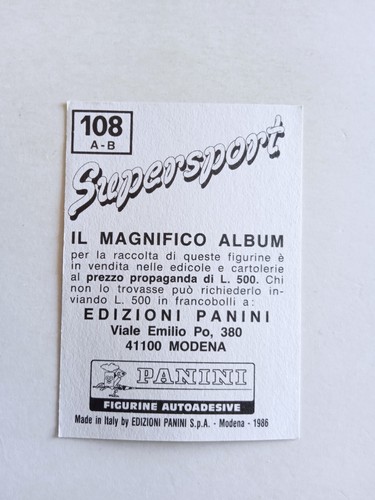 108
A-B
Supersport
IL MAGNIFICO ALBUM
per la raccolta di queste figurine è
in vendita nelle edicole e cartolerie
al prezzo propaganda di L. 500. Chi
non lo trovasse può richiederlo in-
viando L. 500 in francobolli a:
EDIZIONI PANINI
Viale Emilio Po, 380
41100 MODENA
PANINI
FIGURINE AUTOADESIVE
Made in Italy by EDIZIONI PANINI S.p.A. - Modena - 1986